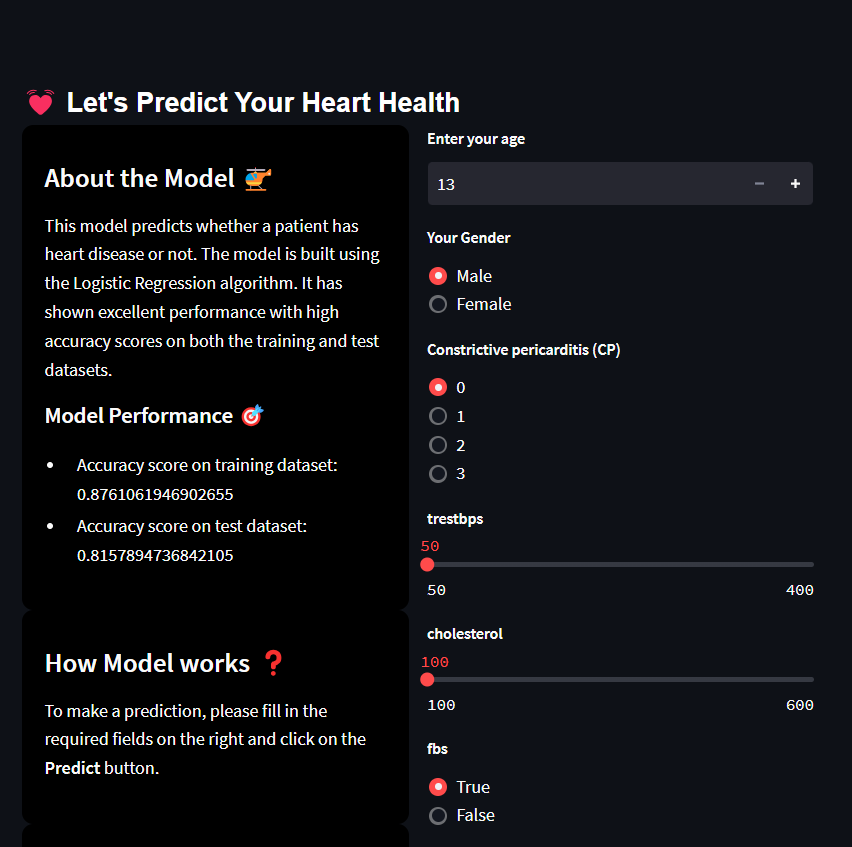 Let's Predict Your Heart Health
About the Model
This model predicts whether a patient has
heart disease or not. The model is built using
the Logistic Regression algorithm. It has
shown excellent performance with high
accuracy scores on both the training and test
datasets.
Model Performance
Accuracy score on training dataset:
0.8761061946902655
Accuracy score on test dataset:
0.8157894736842105
How Model works ❓
To make a prediction, please fill in the
required fields on the right and click on the
Predict button.
Enter your age
13
Your Gender
Male
Female
Constrictive pericarditis (CP)
0
1
2
3
trestbps
50
50 400
cholesterol
100
100 600
fbs
True
False